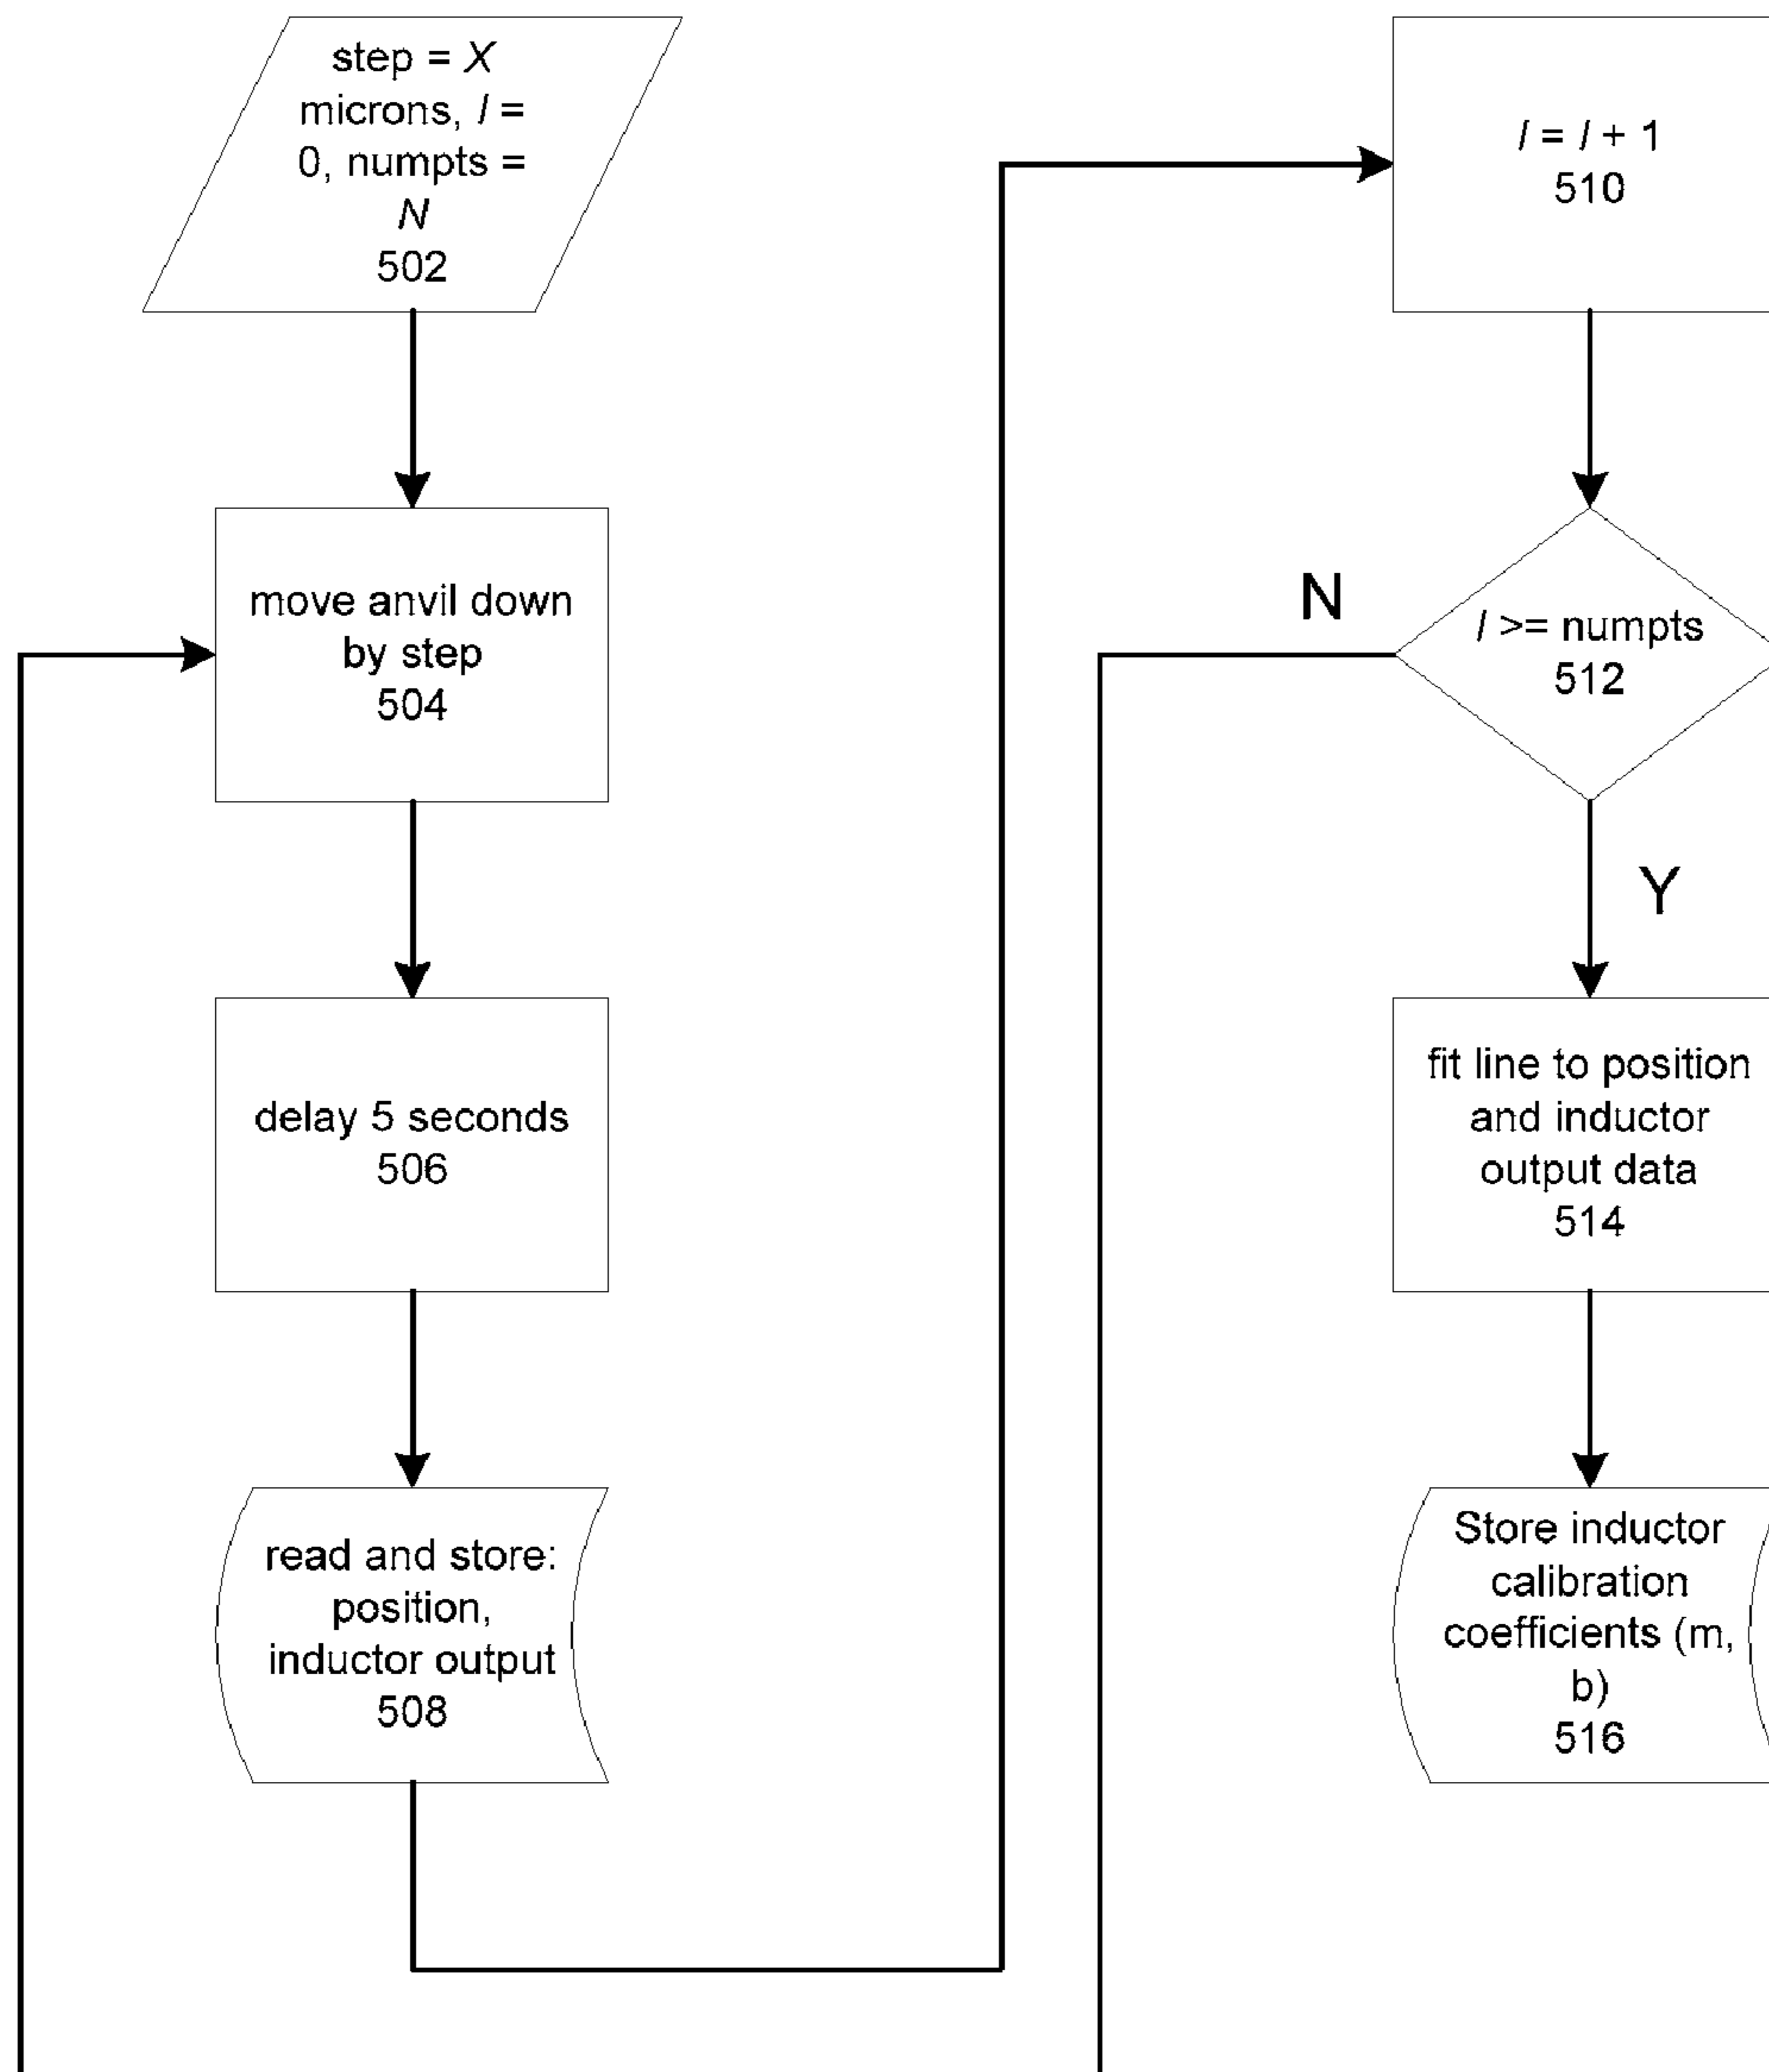 step = X
microns, I =
0, numpts =
N
502
move anvil down
by step
504
delay 5 seconds
506
read and store:
position,
inductor output
508
I = I + 1
510
N
I >= numpts
512
Y
fit line to position
and inductor
output data
514
Store inductor
calibration
coefficients (m,
b)
516